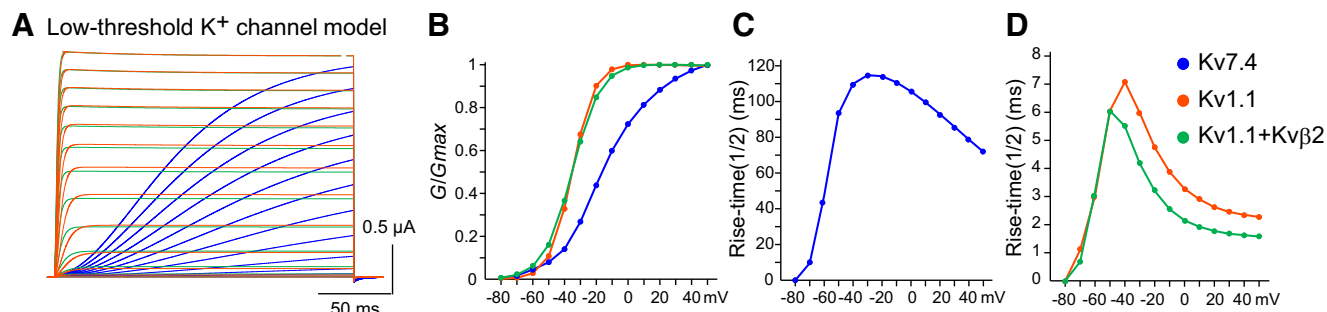 A Low-threshold K+ channel model
0.5 µA
50 ms
B
G/Gmax
1
0.8
0.6
0.4
0.2
0
-80 -60 -40 -20 0 20 40 mV
C
Rise-time(1/2) (ms)
120
100
80
60
40
20
0
-80 -60 -40 -20 0 20 40 mV
D
Rise-time(1/2) (ms)
8
7
6
5
4
3
2
1
0
-80 -60 -40 -20 0 20 40 mV
Kv7.4
Kv1.1
Kv1.1+Kvβ2